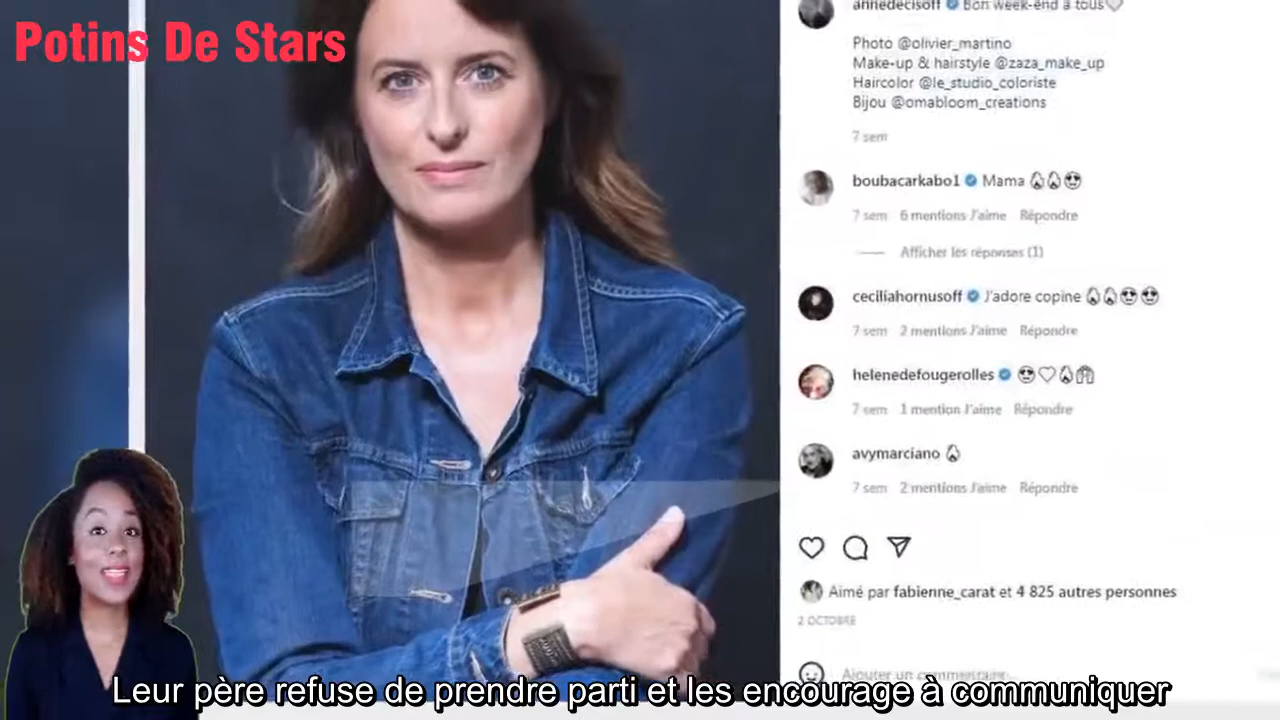 Potins De Stars
annedecisoff Bon week-end à tous
Photo @olivier_martino
Make-up & hairstyle @zaza_make_up
Haircolor @le_studio_coloriste
Bijou @omabloom_creations
7 sem
boubacarkabo1 Mama
7 sem 6 mentions J'aime Répondre
Afficher les réponses (1)
ceciliahornusoff J'adore copine
7 sem 2 mentions J'aime Répondre
helenedefougerolles
7 sem 1 mention J'aime Répondre
avymarciano
7 sem 2 mentions J'aime Répondre
Aimé par fabienne_carat et 4 825 autres personnes
2 OCTOBRE
Ajouter un commentaire...
Leur père refuse de prendre parti et les encourage à communiquer